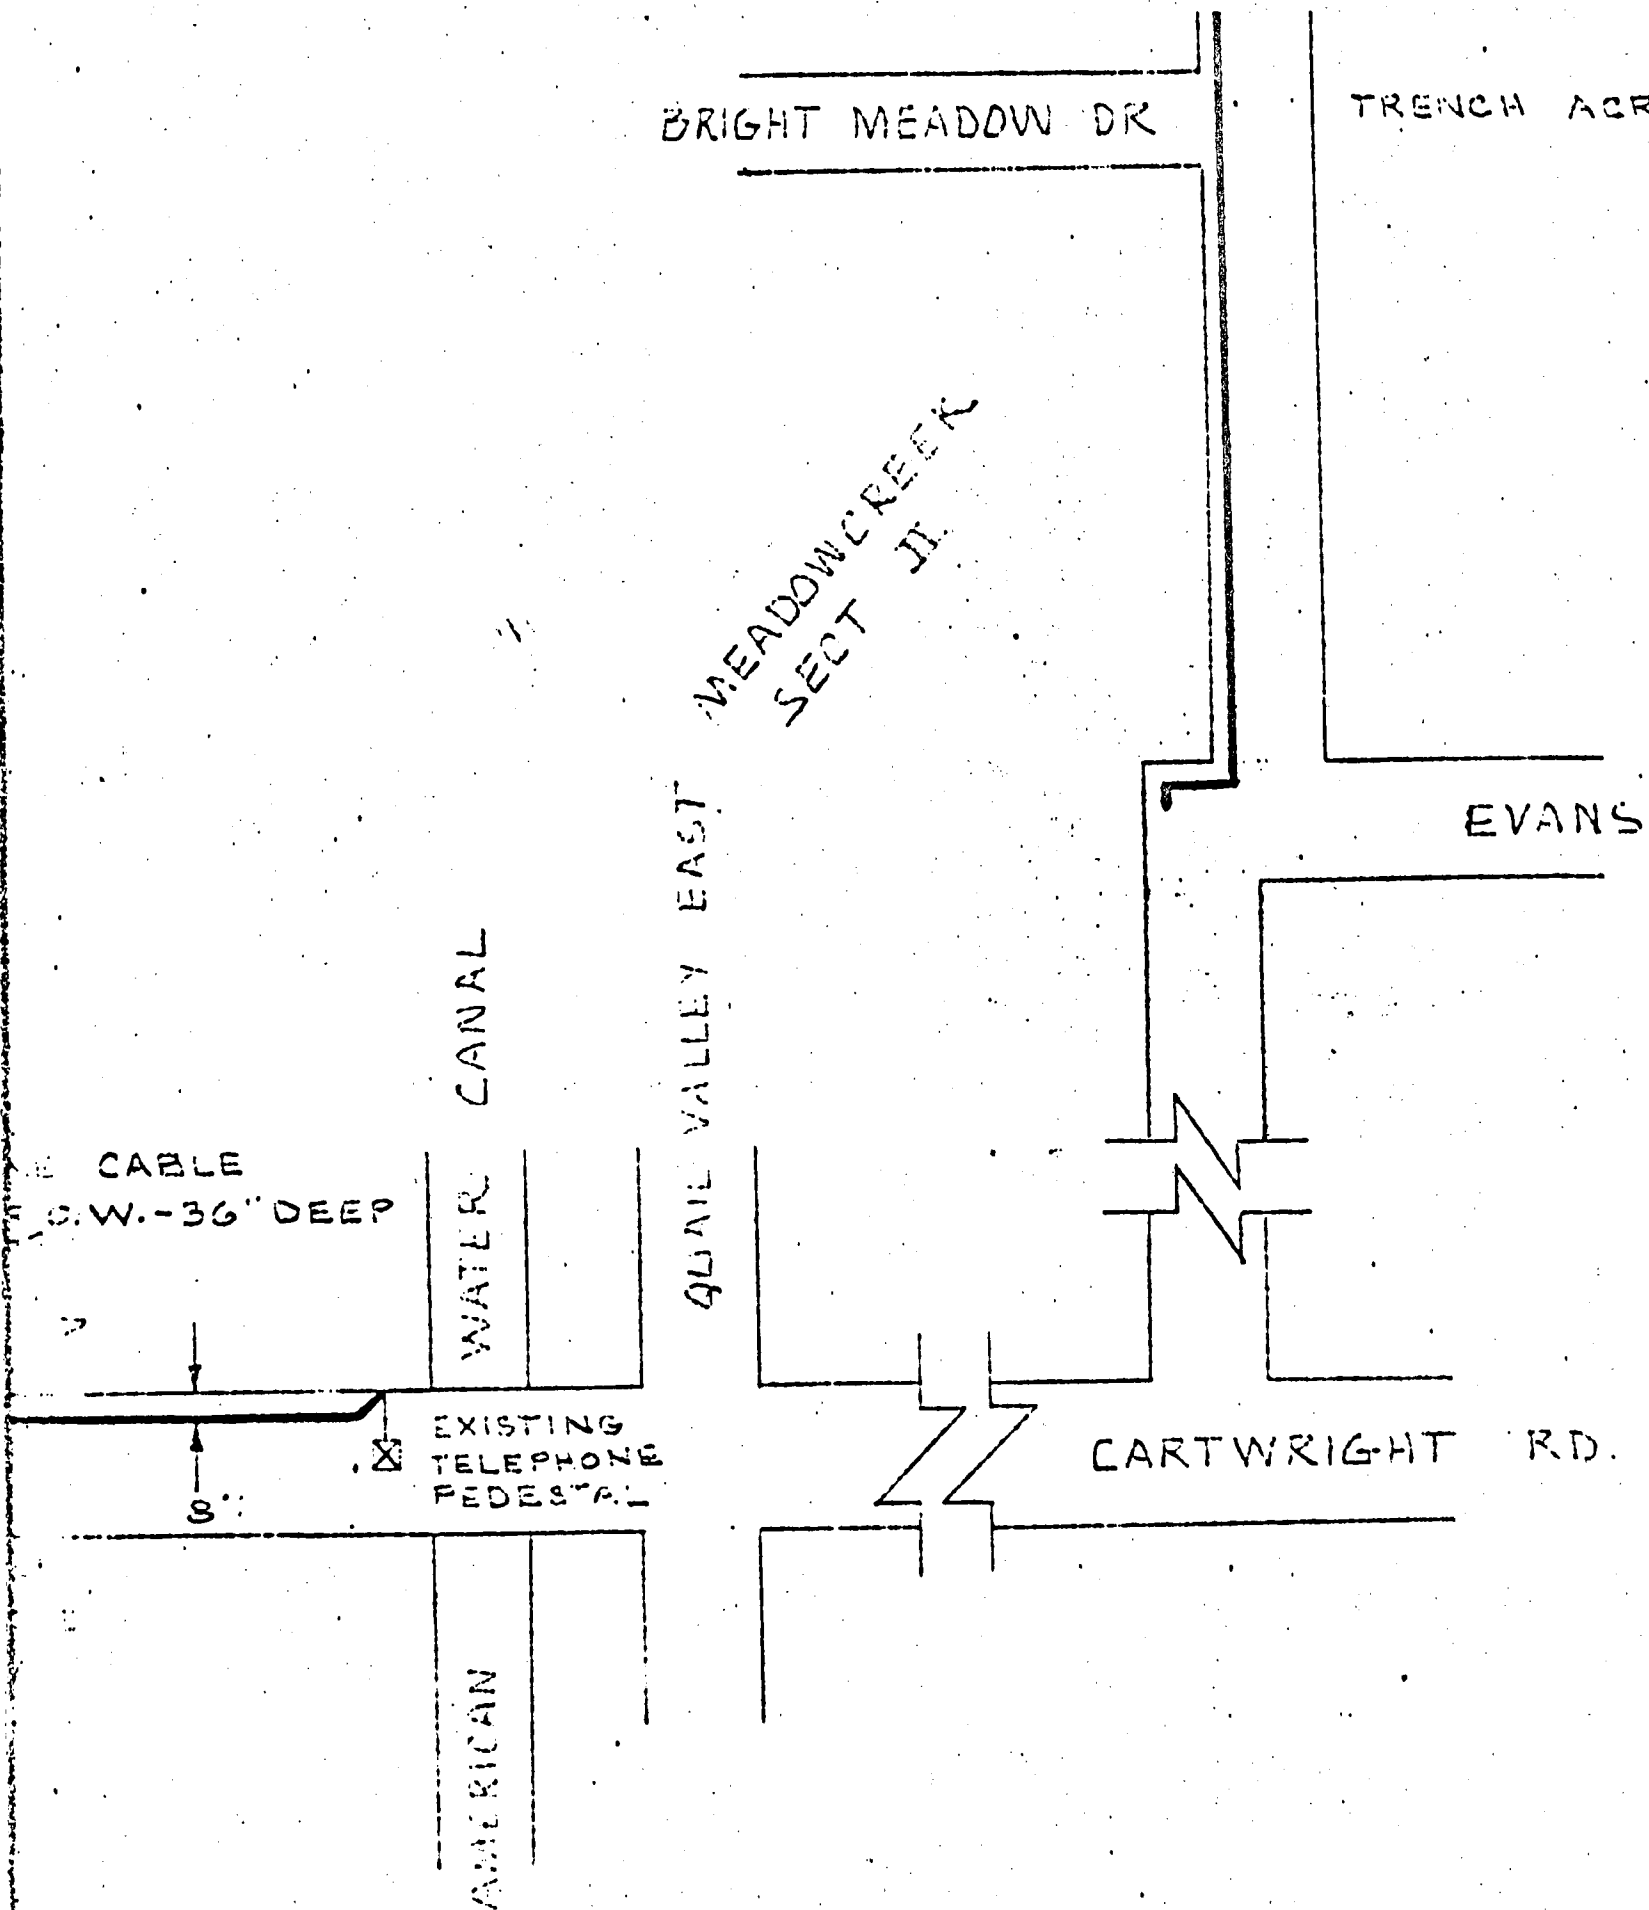 BRIGHT MEADOW DR
TRENCH
MEADOWCREEK
SECT II
EVANS
QUAIL VALLEY EAST
WATER CANAL
CABLE
O.W.-36" DEEP
EXISTING
TELEPHONE
PEDESTAL
8'
CARTWRIGHT RD.
AMERICAN